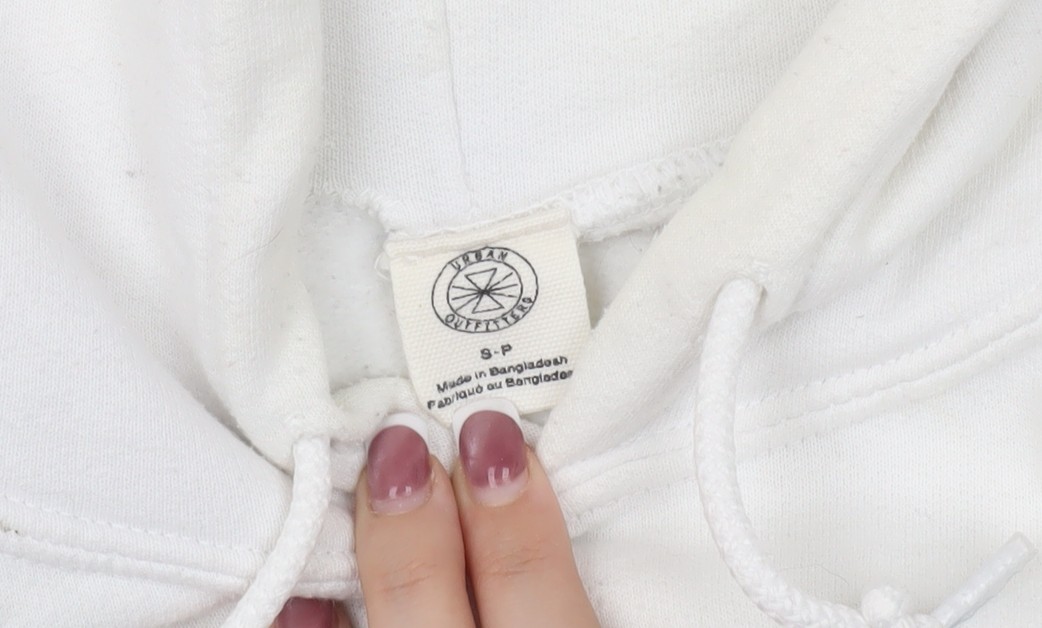 URBAN
OUTFITTERS
S-P
Made in Bangladesh
Fabriqué au Bangladesh